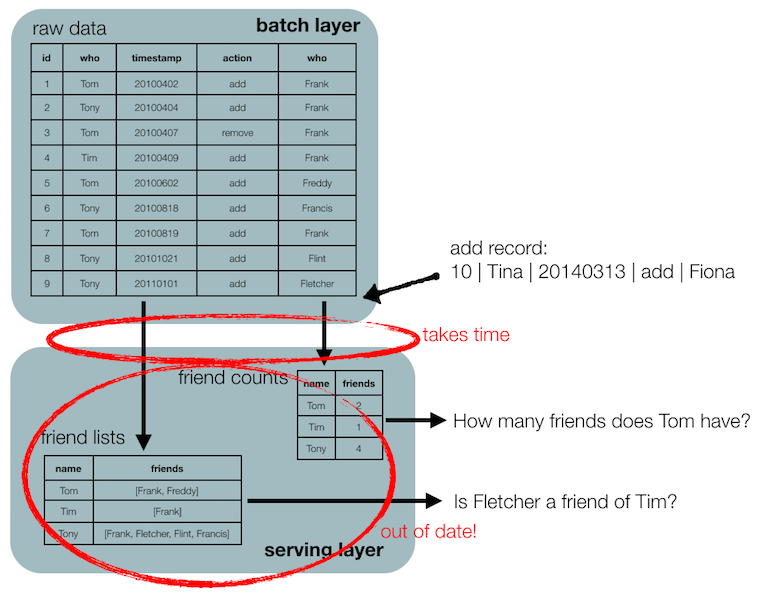 raw data
batch layer
id who timestamp action who
1 Tom 20100402 add Frank
2 Tony 20100404 add Frank
3 Tom 20100407 remove Frank
4 Tim 20100409 add Frank
5 Tom 20100602 add Freddy
6 Tony 20100818 add Francis
7 Tom 20100819 add Frank
8 Tony 20101021 add Flint
9 Tony 20110101 add Fletcher
add record:
10 | Tina | 20140313 | add | Fiona
takes time
friend counts
name friends
Tom 2
Tim 1
Tony 4
How many friends does Tom have?
friend lists
name friends
Tom [Frank, Freddy]
Tim [Frank]
Tony [Frank, Fletcher, Flint, Francis]
Is Fletcher a friend of Tim?
out of date!
serving layer